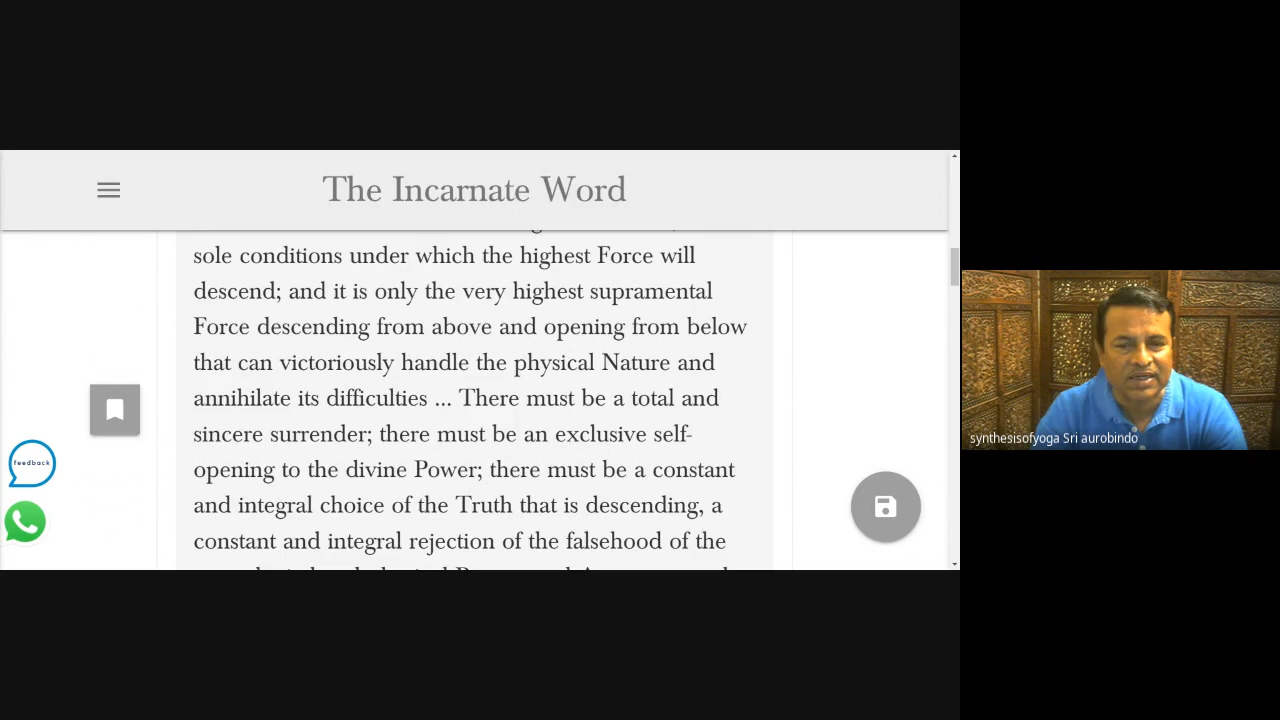 The Incarnate Word
sole conditions under which the highest Force will
descend; and it is only the very highest supramental
Force descending from above and opening from below
that can victoriously handle the physical Nature and
annihilate its difficulties ... There must be a total and
sincere surrender; there must be an exclusive self-
opening to the divine Power; there must be a constant
and integral choice of the Truth that is descending, a
constant and integral rejection of the falsehood of the
feedback
synthesisofyoga Sri aurobindo